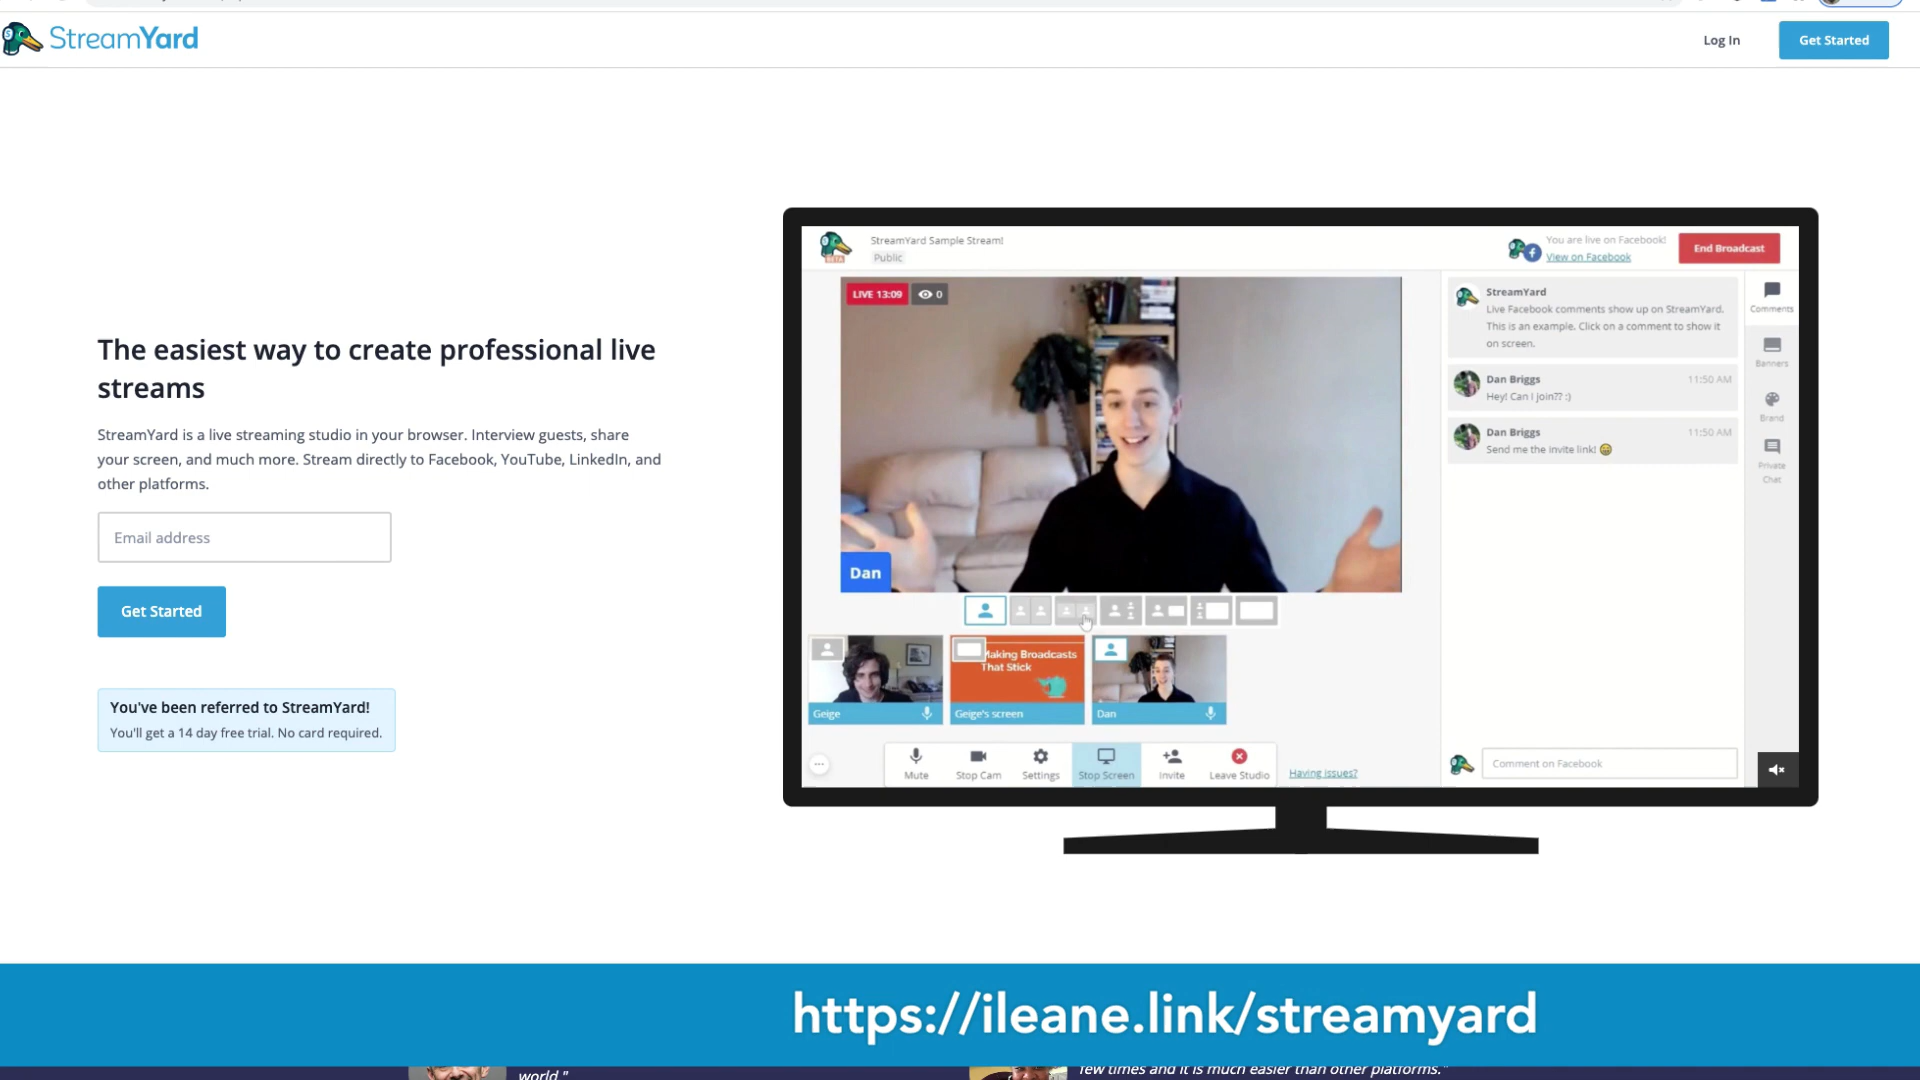 StreamYard
Log In
Get Started
The easiest way to create professional live
streams
StreamYard is a live streaming studio in your browser. Interview guests, share
your screen, and much more. Stream directly to Facebook, YouTube, LinkedIn, and
other platforms.
Email address
Get Started
You've been referred to StreamYard!
You'll get a 14 day free trial. No card required.
StreamYard Sample Stream!
Public
BETA
You are live on Facebook!
View on Facebook
End Broadcast
LIVE 13:09
0
Dan
StreamYard
Live Facebook comments show up on StreamYard.
This is an example. Click on a comment to show it
on screen.
Dan Briggs 11:50 AM
Hey! Can I join?? :)
Dan Briggs 11:50 AM
Send me the invite link! 😀
Comments
Banners
Brand
Private
Chat
Making Broadcasts
That Stick
Geige
Geige's screen
Dan
Mute
Stop Cam
Settings
Stop Screen
Invite
Leave Studio
Having issues?
Comment on Facebook
https://ileane.link/streamyard
world."
few times and it is much easier than other platforms."